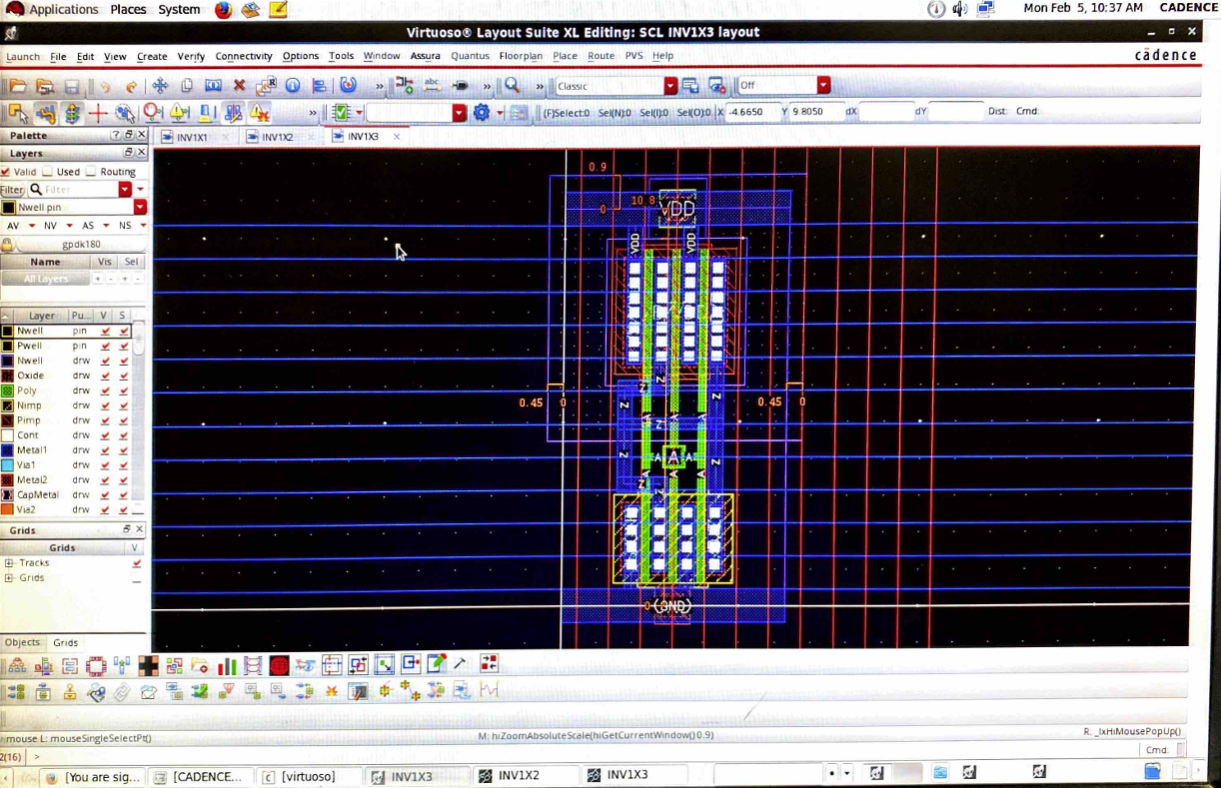 Applications Places System
Mon Feb 5, 10:37 AM CADENCE
Virtuoso® Layout Suite XL Editing: SCL INV1X3 layout
Launch File Edit View Create Verify Connectivity Options Tools Window Assura Quantus Floorplan Place Route PVS Help
cādence
» abc » » Classic Off
» (F)Select:0 Sel(N):0 Sel(I):0 Sel(O):0 X -4.6650 Y 9.8050 dX dY Dist: Cmd:
Palette ? INV1X1 INV1X2 INV1X3
Layers
Valid Used Routing
Filter Filter
Nwell pin
AV NV AS NS
gpdk180
Name Vis Sel
All Layers
Layer Pu... V S
Nwell pin
Pwell pin
Nwell drw
Oxide drw
Poly drw
Nimp drw
Pimp drw
Cont drw
Metal1 drw
Via1 drw
Metal2 drw
CapMetal drw
Via2 drw
Grids
Grids V
Tracks
Grids
Objects Grids
0.9
0
10.8
VDD
VDD VDD
0.45 0
0.45 0
Z Z
Z Z
A A A
Z
Z A A A Z
A A A
Z Z
0
(GND)
mouse L: mouseSingleSelectPt()
M: hiZoomAbsoluteScale(hiGetCurrentWindow() 0.9)
R: _lxHiMousePopUp()
2(16) >
Cmd:
[You are sig... [CADENCE... [virtuoso] INV1X3 INV1X2 INV1X3